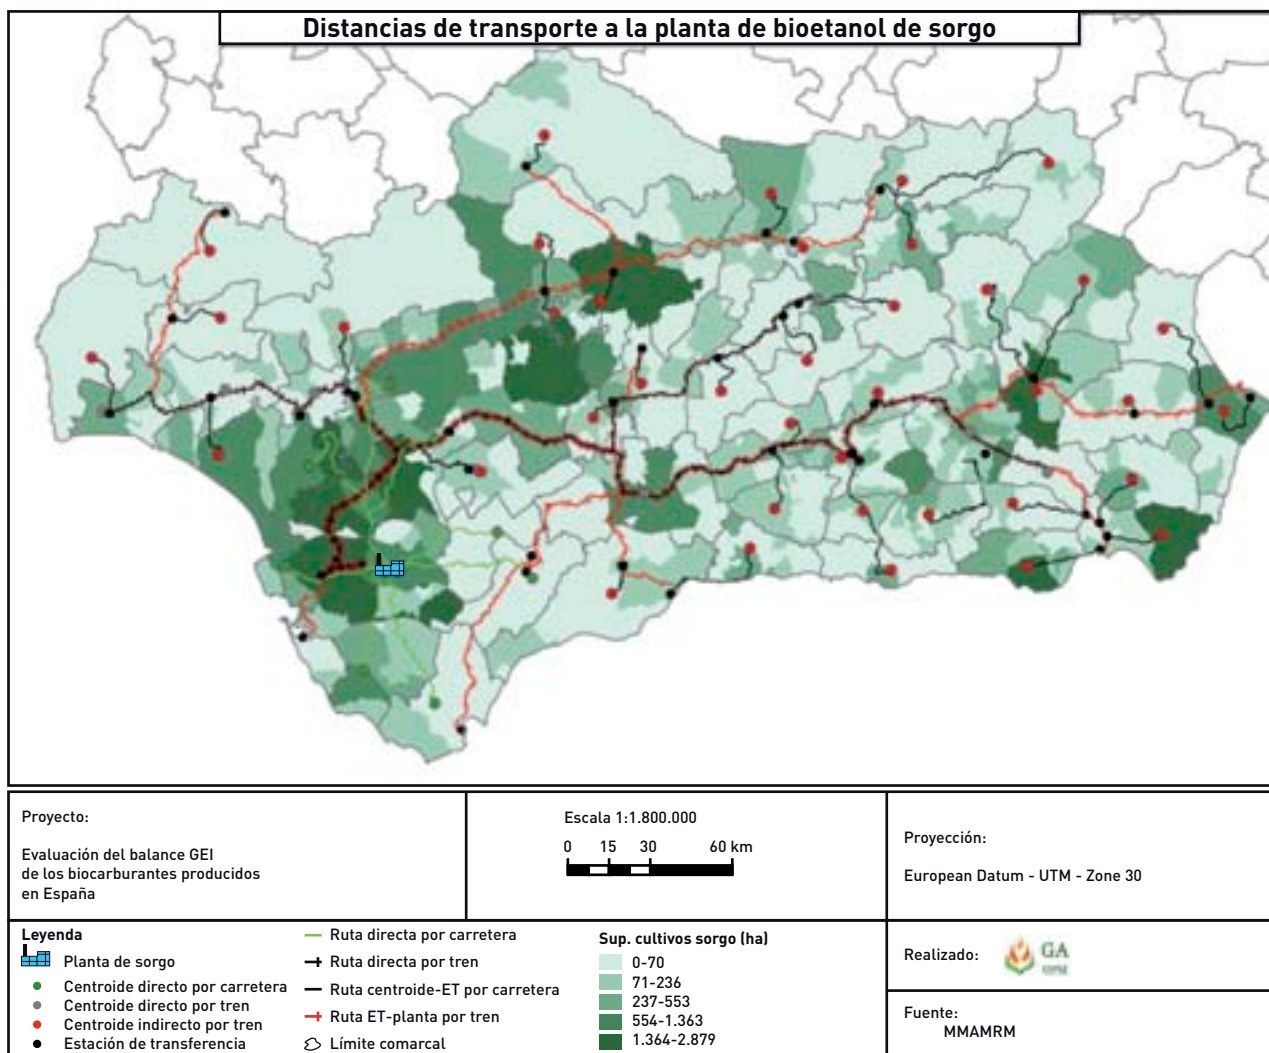 Distancias de transporte a la planta de bioetanol de sorgo
Proyecto:
Evaluación del balance GEI
de los biocarburantes producidos
en España
Escala 1:1.800.000
0 15 30 60 km
Proyección:
European Datum - UTM - Zone 30
Leyenda
Planta de sorgo
Centroide directo por carretera
Centroide directo por tren
Centroide indirecto por tren
Estación de transferencia
Ruta directa por carretera
Ruta directa por tren
Ruta centroide-ET por carretera
Ruta ET-planta por tren
Límite comarcal
Sup. cultivos sorgo (ha)
0-70
71-236
237-553
554-1.363
1.364-2.879
Realizado:
GA
UPM
Fuente:
MMAMRM